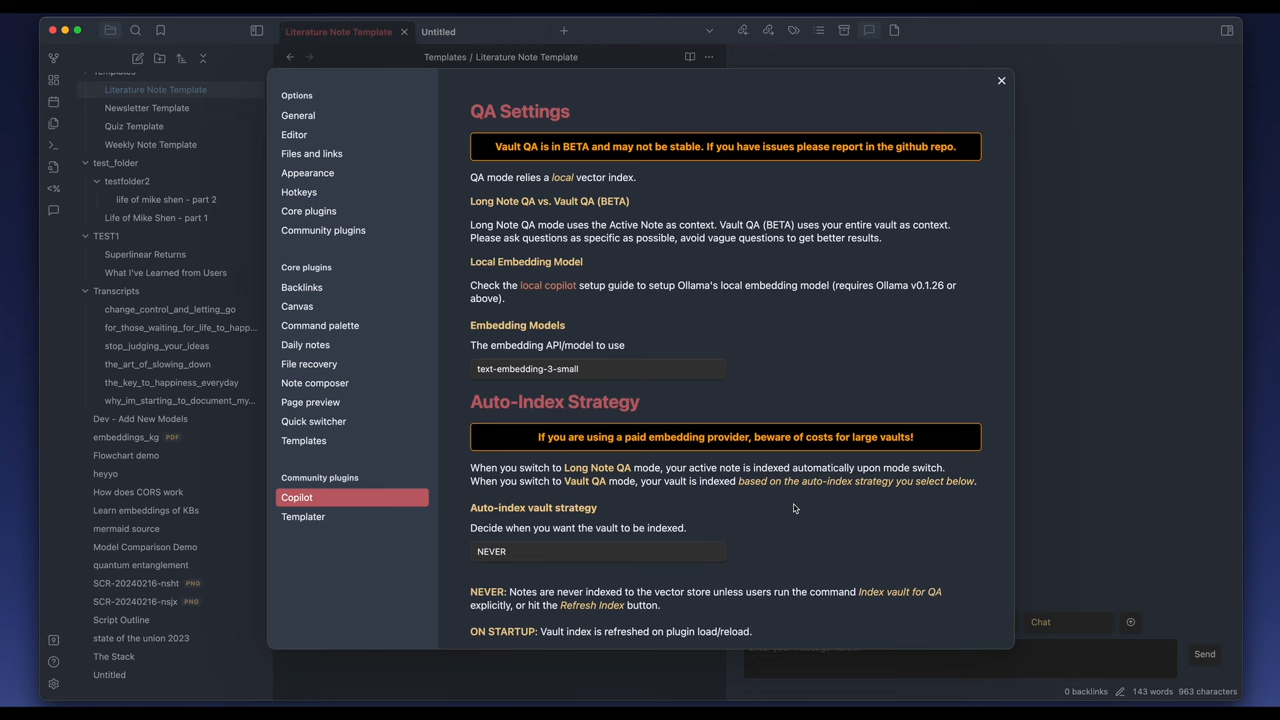 Literature Note Template
Untitled
Templates / Literature Note Template
Templates
Literature Note Template
Newsletter Template
Quiz Template
Weekly Note Template
test_folder
testfolder2
life of mike shen - part 2
Life of Mike Shen - part 1
TEST1
Superlinear Returns
What I've Learned from Users
Transcripts
change_control_and_letting_go
for_those_waiting_for_life_to_happ...
stop_judging_your_ideas
the_art_of_slowing_down
the_key_to_happiness_everyday
why_im_starting_to_document_my...
Dev - Add New Models
embeddings_kg PDF
Flowchart demo
heyyo
How does CORS work
Learn embeddings of KBs
mermaid source
Model Comparison Demo
quantum entanglement
SCR-20240216-nsht PNG
SCR-20240216-nsjx PNG
Script Outline
state of the union 2023
The Stack
Untitled
Options
General
Editor
Files and links
Appearance
Hotkeys
Core plugins
Community plugins
Core plugins
Backlinks
Canvas
Command palette
Daily notes
File recovery
Note composer
Page preview
Quick switcher
Templates
Community plugins
Copilot
Templater
QA Settings
Vault QA is in BETA and may not be stable. If you have issues please report in the github repo.
QA mode relies a local vector index.
Long Note QA vs. Vault QA (BETA)
Long Note QA mode uses the Active Note as context. Vault QA (BETA) uses your entire vault as context.
Please ask questions as specific as possible, avoid vague questions to get better results.
Local Embedding Model
Check the local copilot setup guide to setup Ollama's local embedding model (requires Ollama v0.1.26 or
above).
Embedding Models
The embedding API/model to use
text-embedding-3-small
Auto-Index Strategy
If you are using a paid embedding provider, beware of costs for large vaults!
When you switch to Long Note QA mode, your active note is indexed automatically upon mode switch.
When you switch to Vault QA mode, your vault is indexed based on the auto-index strategy you select below.
Auto-index vault strategy
Decide when you want the vault to be indexed.
NEVER
NEVER: Notes are never indexed to the vector store unless users run the command Index vault for QA
explicitly, or hit the Refresh Index button.
ON STARTUP: Vault index is refreshed on plugin load/reload.
Chat
Send
0 backlinks 143 words 963 characters